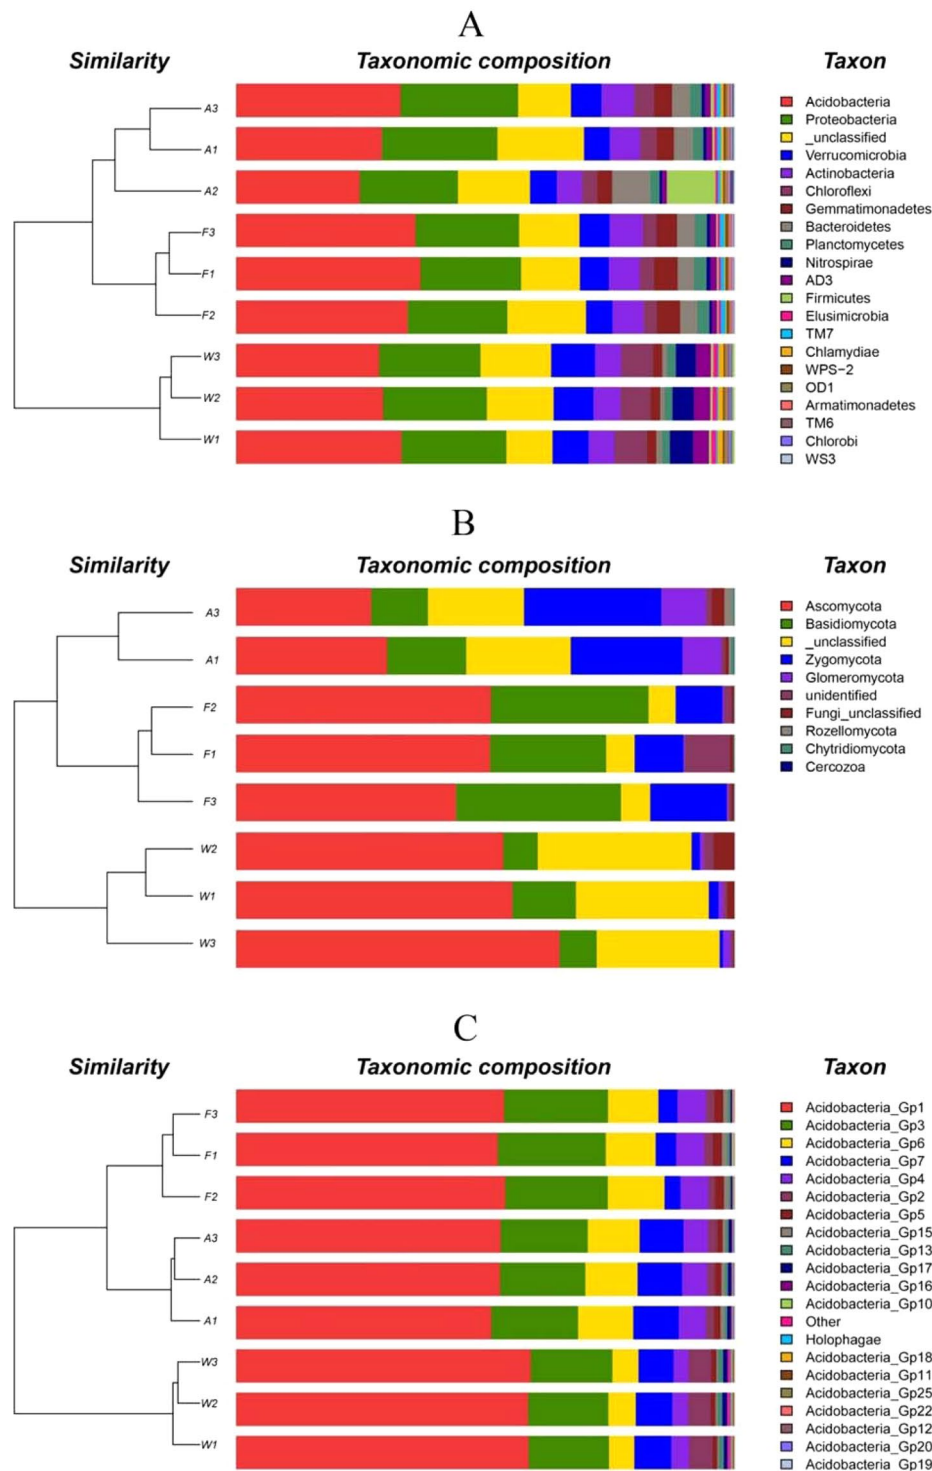 A
Similarity
Taxonomic composition
Taxon
A3
A1
A2
F3
F1
F2
W3
W2
W1
Acidobacteria
Proteobacteria
_unclassified
Verrucomicrobia
Actinobacteria
Chloroflexi
Gemmatimonadetes
Bacteroidetes
Planctomycetes
Nitrospirae
AD3
Firmicutes
Elusimicrobia
TM7
Chlamydiae
WPS−2
OD1
Armatimonadetes
TM6
Chlorobi
WS3
B
Similarity
Taxonomic composition
Taxon
A3
A1
F2
F1
F3
W2
W1
W3
Ascomycota
Basidiomycota
_unclassified
Zygomycota
Glomeromycota
unidentified
Fungi_unclassified
Rozellomycota
Chytridiomycota
Cercozoa
C
Similarity
Taxonomic composition
Taxon
F3
F1
F2
A3
A2
A1
W3
W2
W1
Acidobacteria_Gp1
Acidobacteria_Gp3
Acidobacteria_Gp6
Acidobacteria_Gp7
Acidobacteria_Gp4
Acidobacteria_Gp2
Acidobacteria_Gp5
Acidobacteria_Gp15
Acidobacteria_Gp13
Acidobacteria_Gp17
Acidobacteria_Gp16
Acidobacteria_Gp10
Other
Holophagae
Acidobacteria_Gp18
Acidobacteria_Gp11
Acidobacteria_Gp25
Acidobacteria_Gp22
Acidobacteria_Gp12
Acidobacteria_Gp20
Acidobacteria_Gp19